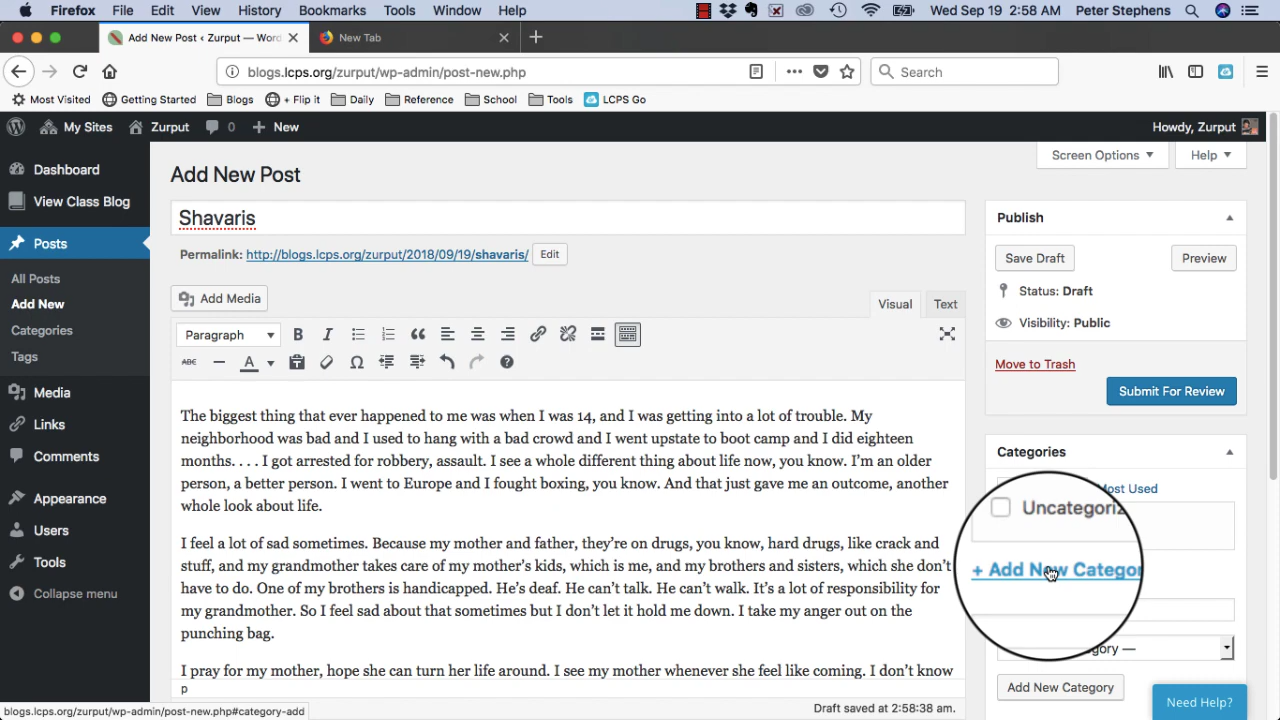 Firefox File Edit View History Bookmarks Tools Window Help Wed Sep 19 2:58 AM Peter Stephens
Add New Post ‹ Zurput — Word
New Tab
blogs.lcps.org/zurput/wp-admin/post-new.php
Search
Most Visited Getting Started Blogs + Flip it Daily Reference School Tools LCPS Go
My Sites Zurput 0 + New Howdy, Zurput
Dashboard
View Class Blog
Posts
All Posts
Add New
Categories
Tags
Media
Links
Comments
Appearance
Users
Tools
Collapse menu
Screen Options Help
Add New Post
Shavaris
Permalink: http://blogs.lcps.org/zurput/2018/09/19/shavaris/ Edit
Add Media
Visual Text
Paragraph B I
ABC A
The biggest thing that ever happened to me was when I was 14, and I was getting into a lot of trouble. My
neighborhood was bad and I used to hang with a bad crowd and I went upstate to boot camp and I did eighteen
months. . . . I got arrested for robbery, assault. I see a whole different thing about life now, you know. I’m an older
person, a better person. I went to Europe and I fought boxing, you know. And that just gave me an outcome, another
whole look about life.
I feel a lot of sad sometimes. Because my mother and father, they’re on drugs, you know, hard drugs, like crack and
stuff, and my grandmother takes care of my mother’s kids, which is me, and my brothers and sisters, which she don’t
have to do. One of my brothers is handicapped. He’s deaf. He can’t talk. He can’t walk. It’s a lot of responsibility for
my grandmother. So I feel sad about that sometimes but I don’t let it hold me down. I take my anger out on the
punching bag.
I pray for my mother, hope she can turn her life around. I see my mother whenever she feel like coming. I don’t know
p
Draft saved at 2:58:38 am.
Publish
Save Draft Preview
Status: Draft
Visibility: Public
Move to Trash
Submit For Review
Categories
Most Used
Uncategoriz
+ Add New Categor
gory —
Add New Category
Need Help?
blogs.lcps.org/zurput/wp-admin/post-new.php#category-add